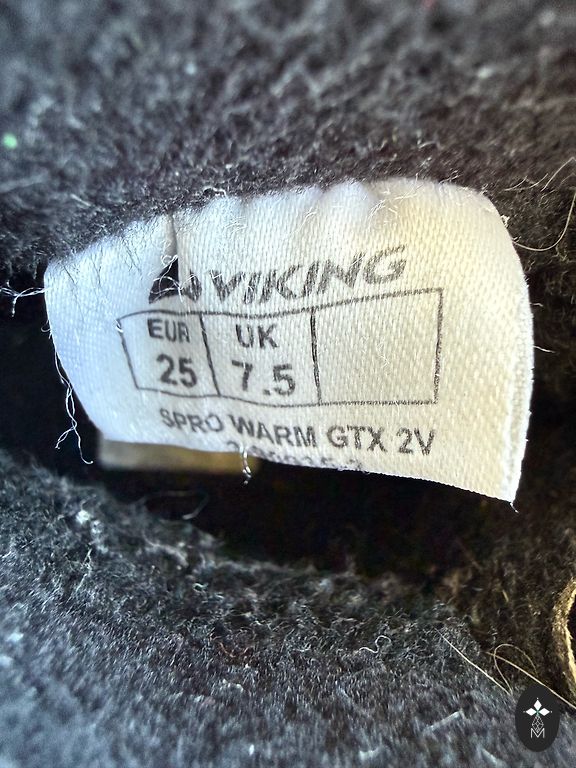 VIKING
EUR UK
25 7.5
SPRO WARM GTX 2V
M